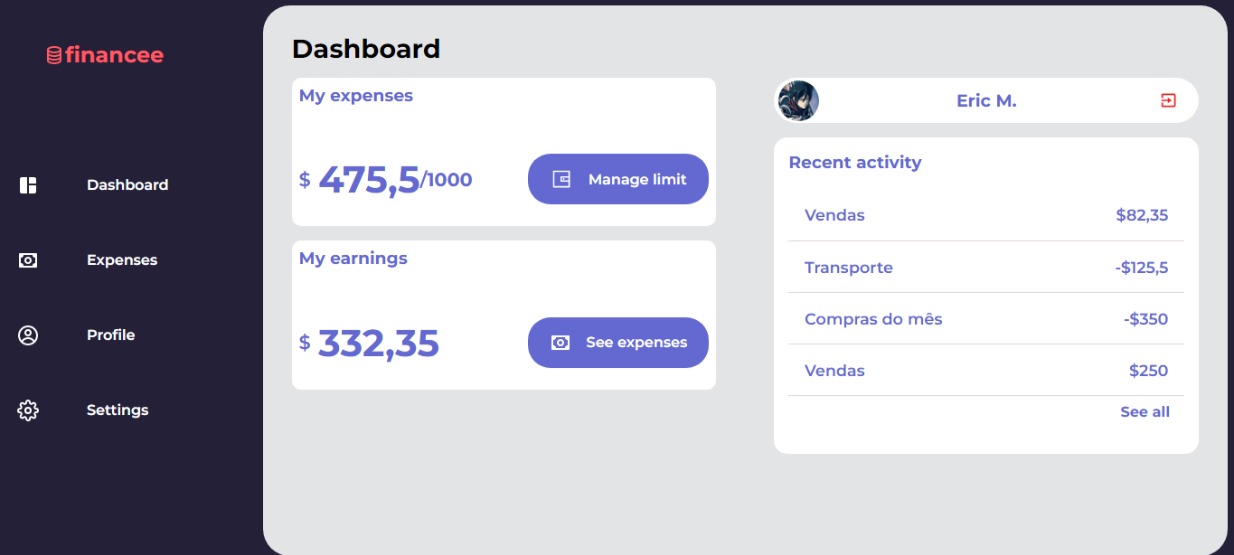 financee
Dashboard
Expenses
Profile
Settings
Dashboard
My expenses
$ 475,5/1000
Manage limit
My earnings
$ 332,35
See expenses
Eric M.
Recent activity
Vendas $82,35
Transporte -$125,5
Compras do mês -$350
Vendas $250
See all